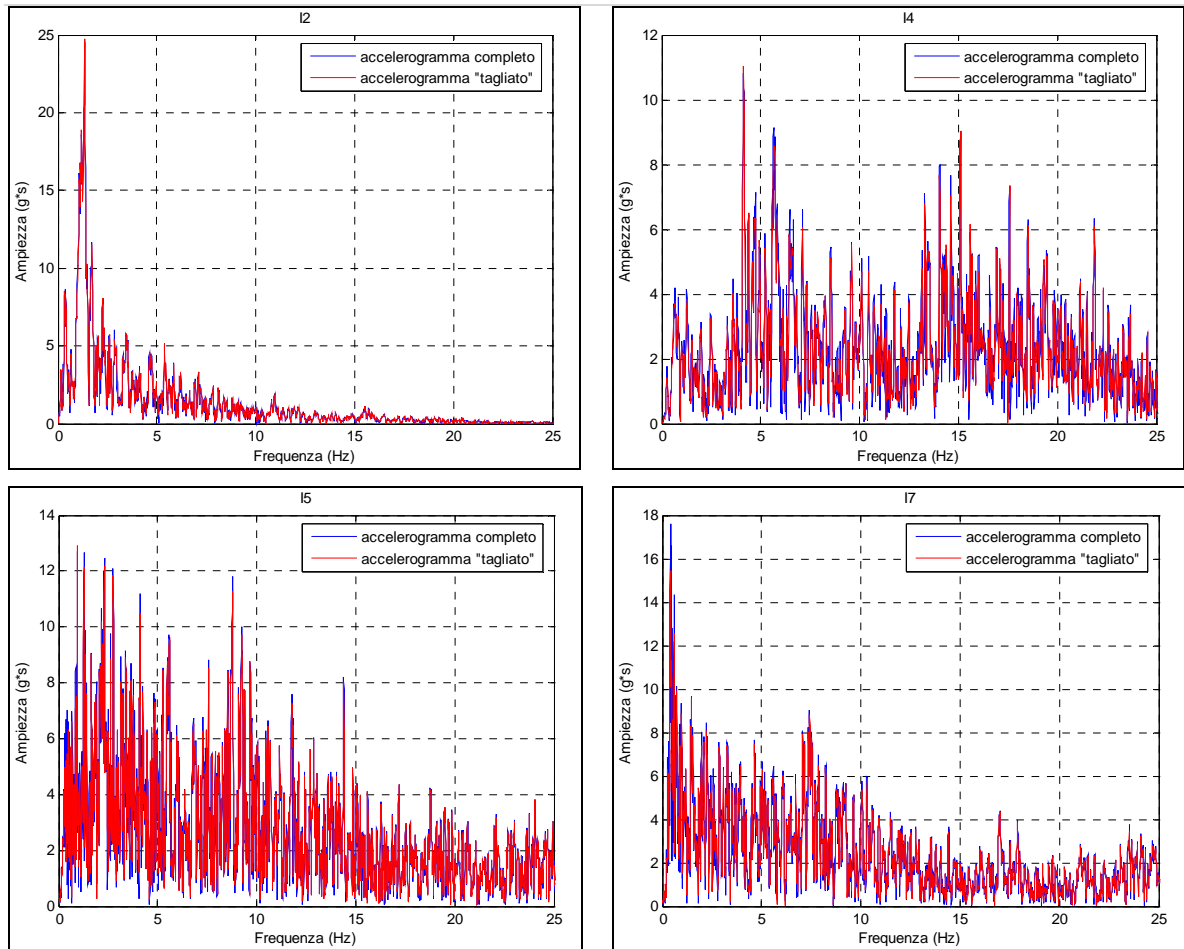 I2
25
20
15
10
5
0
0 5 10 15 20 25
Ampiezza (g*s)
Frequenza (Hz)
accelerogramma completo
accelerogramma "tagliato"
I4
12
10
8
6
4
2
0
0 5 10 15 20 25
Ampiezza (g*s)
Frequenza (Hz)
accelerogramma completo
accelerogramma "tagliato"
I5
14
12
10
8
6
4
2
0
0 5 10 15 20 25
Ampiezza (g*s)
Frequenza (Hz)
accelerogramma completo
accelerogramma "tagliato"
I7
18
16
14
12
10
8
6
4
2
0
0 5 10 15 20 25
Ampiezza (g*s)
Frequenza (Hz)
accelerogramma completo
accelerogramma "tagliato"